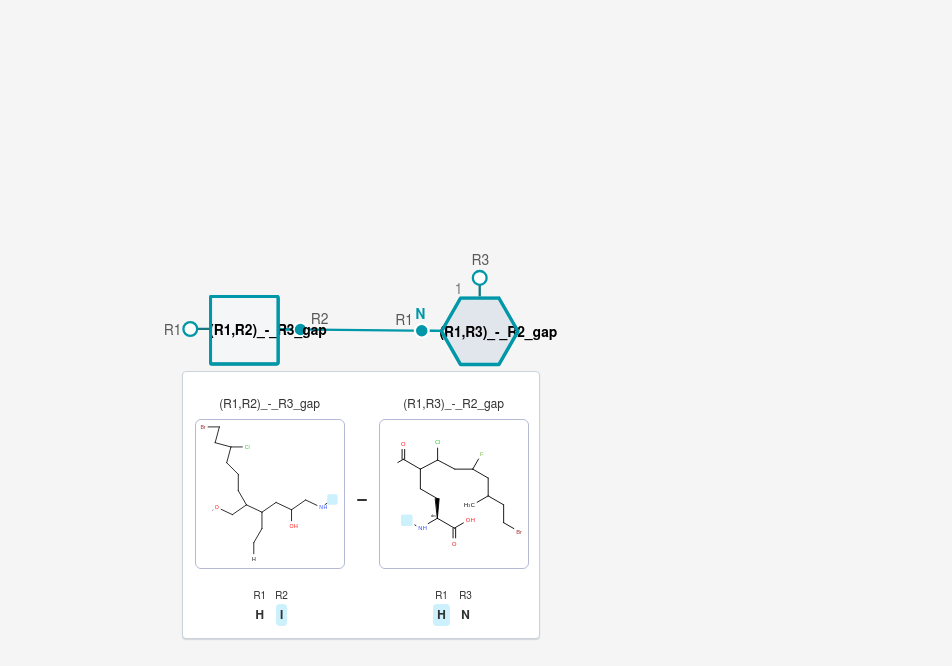 R3
1
R1
(R1,R2)_-_R3_gap
R2
R1
N
(R1,R3)_-_R2_gap
(R1,R2)_-_R3_gap
(R1,R3)_-_R2_gap
Br
Cl
O
OH
NH
H
O
Cl
F
H₃C
Br
NH
OH
O
R1 R2
H I
R1 R3
H N